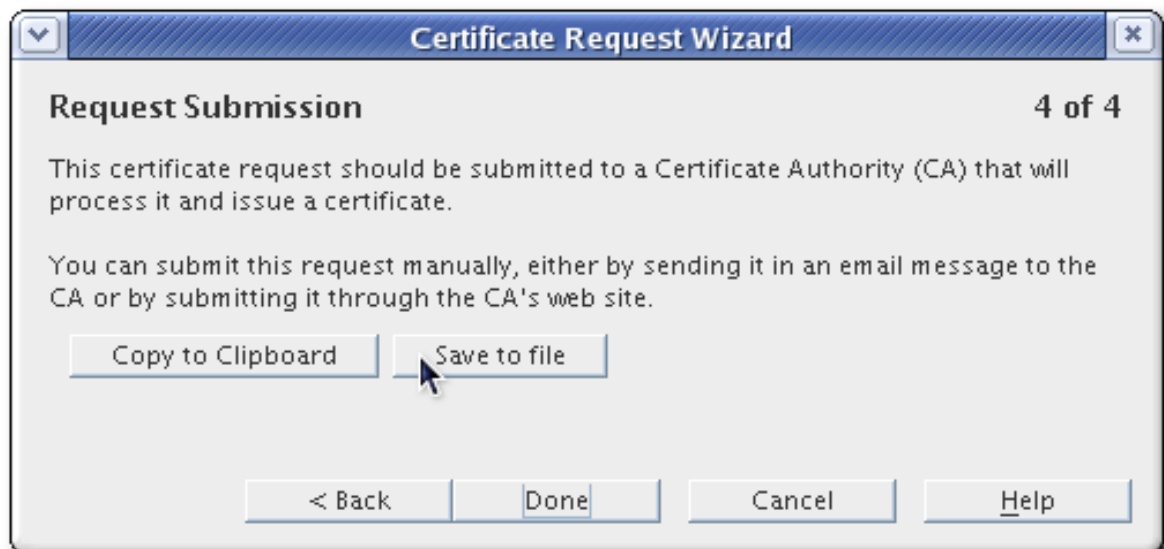 Certificate Request Wizard
Request Submission
4 of 4
This certificate request should be submitted to a Certificate Authority (CA) that will
process it and issue a certificate.
You can submit this request manually, either by sending it in an email message to the
CA or by submitting it through the CA's web site.
Copy to Clipboard
Save to file
< Back
Done
Cancel
Help